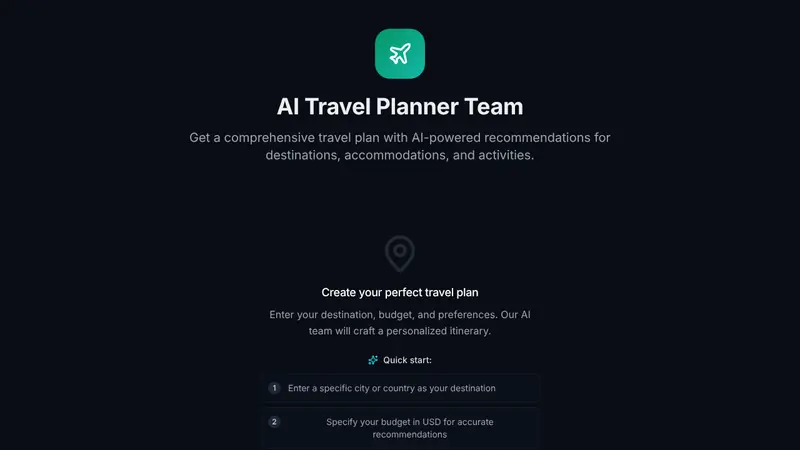 AI Travel Planner Team
Get a comprehensive travel plan with AI-powered recommendations for
destinations, accommodations, and activities.
Create your perfect travel plan
Enter your destination, budget, and preferences. Our AI
team will craft a personalized itinerary.
Quick start:
1 Enter a specific city or country as your destination
2 Specify your budget in USD for accurate
recommendations